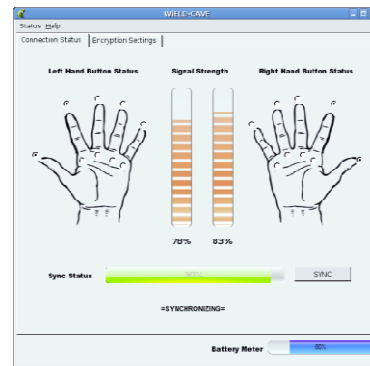 WIELD-CAVE
Status Help
Connection Status Encryption Settings
Left Hand Button Status Signal Strength Right Hand Button Status
78% 83%
Sync Status SYNC
=SYNCHRONIZING=
Battery Meter 80%